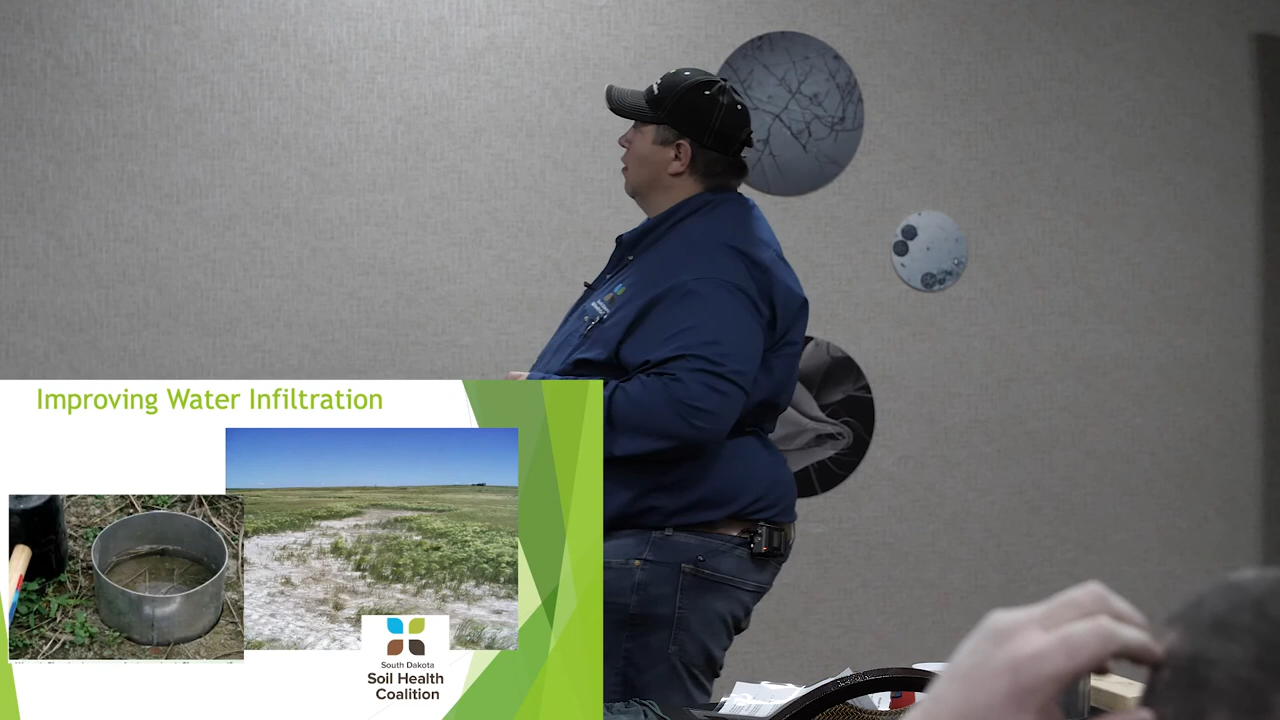 Improving Water Infiltration
South Dakota
Soil Health
Coalition